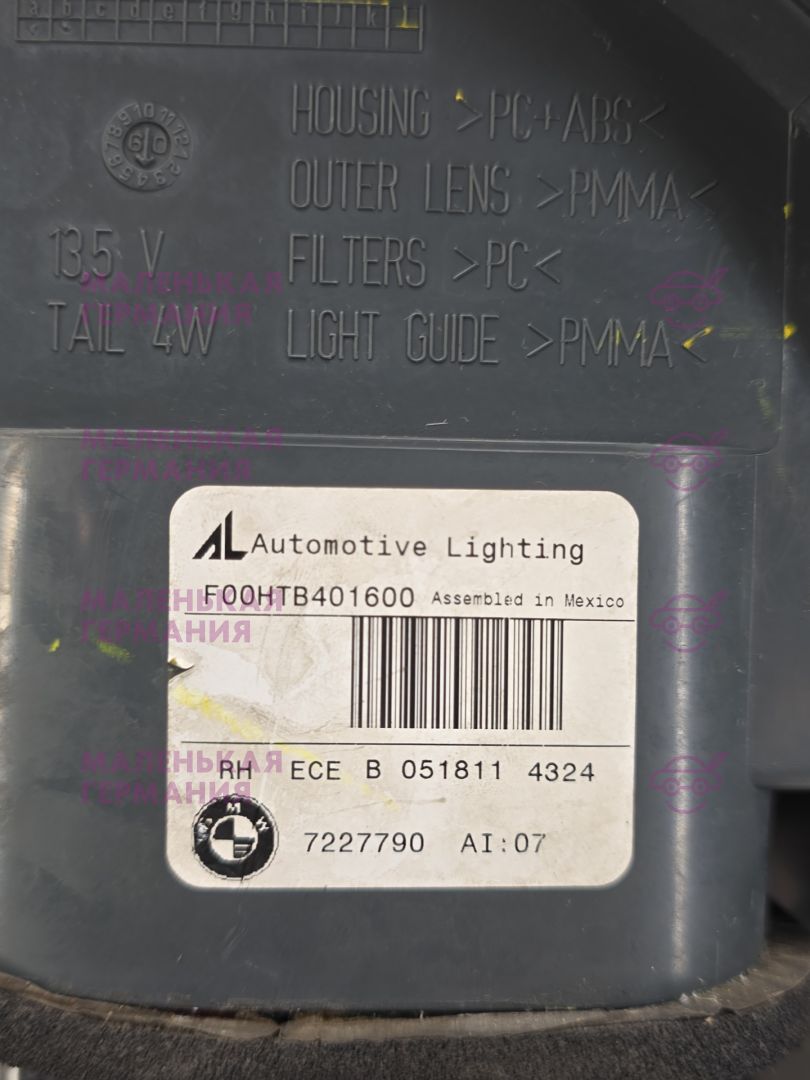 a b c d e f g h i j k l
HOUSING >PC+ABS<
OUTER LENS >PMMA<
13,5 V
FILTERS >PC<
TAIL 4W
LIGHT GUIDE >PMMA<
МАЛЕНЬКАЯ
ГЕРМАНИЯ
МАЛЕНЬКАЯ
ГЕРМАНИЯ
AL Automotive Lighting
F00HTB401600 Assembled in Mexico
МАЛЕНЬКАЯ
ГЕРМАНИЯ
RH ECE B 051811 4324
МАЛЕНЬКАЯ
ГЕРМАНИЯ
BMW
7227790 AI:07